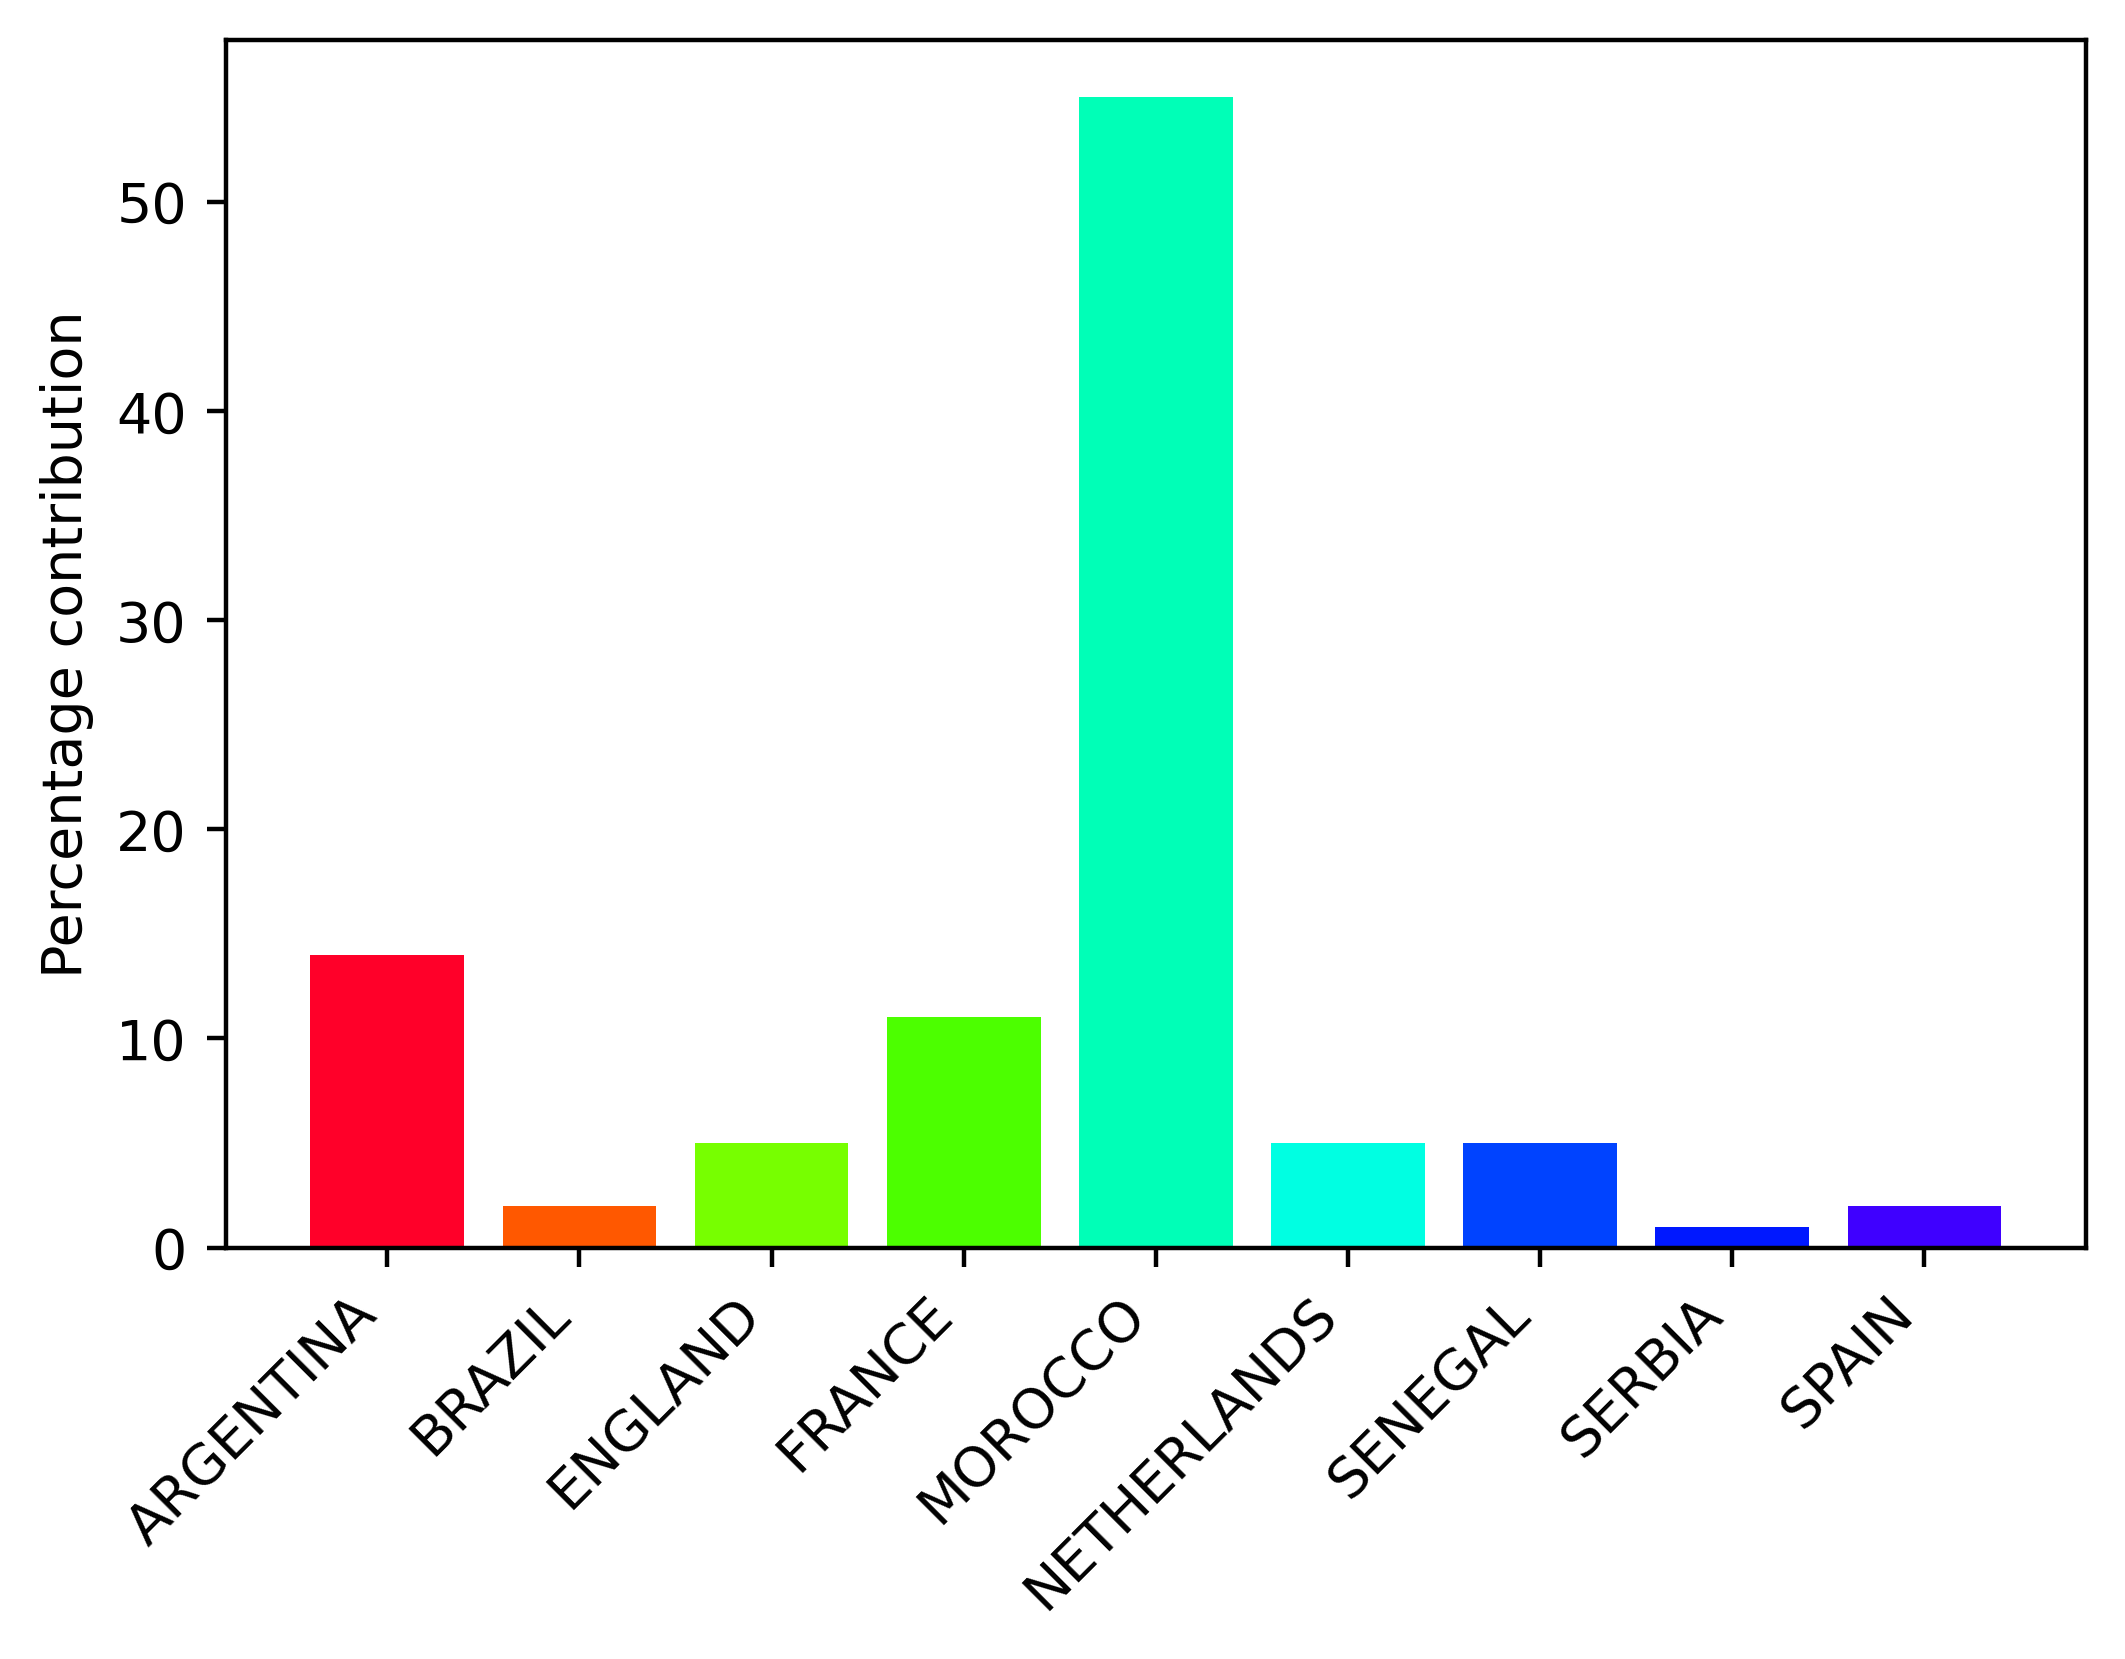 Percentage contribution
50
40
30
20
10
0
ARGENTINA
BRAZIL
ENGLAND
FRANCE
MOROCCO
NETHERLANDS
SENEGAL
SERBIA
SPAIN